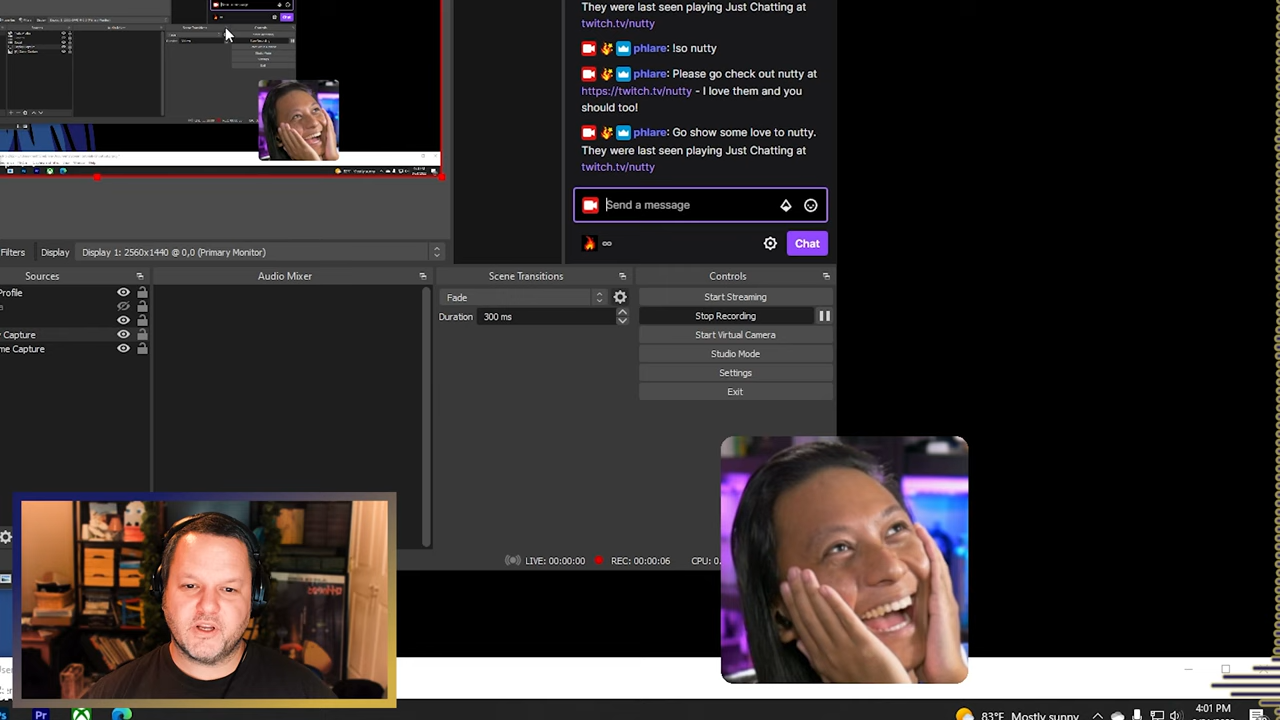 They were last seen playing Just Chatting at
twitch.tv/nutty
phlare: !so nutty
phlare: Please go check out nutty at
https://twitch.tv/nutty - I love them and you
should too!
phlare: Go show some love to nutty.
They were last seen playing Just Chatting at
twitch.tv/nutty
Send a message
∞
Chat
Filters
Display
Display 1: 2560x1440 @ 0,0 (Primary Monitor)
Sources
Audio Mixer
Scene Transitions
Controls
Profile
Capture
me Capture
Fade
Duration
300 ms
Start Streaming
Stop Recording
Start Virtual Camera
Studio Mode
Settings
Exit
LIVE: 00:00:00
REC: 00:00:06
CPU: 0.
Pr
83°F Mostly sunny
4:01 PM